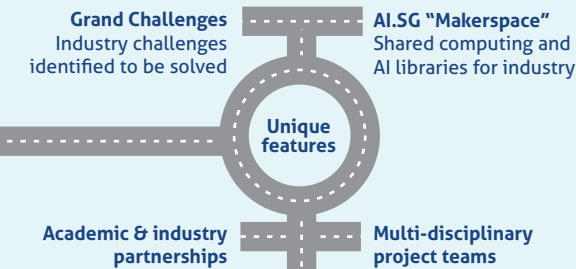 Grand Challenges
Industry challenges
identified to be solved
AI.SG “Makerspace”
Shared computing and
AI libraries for industry
Unique
features
Academic & industry
partnerships
Multi-disciplinary
project teams